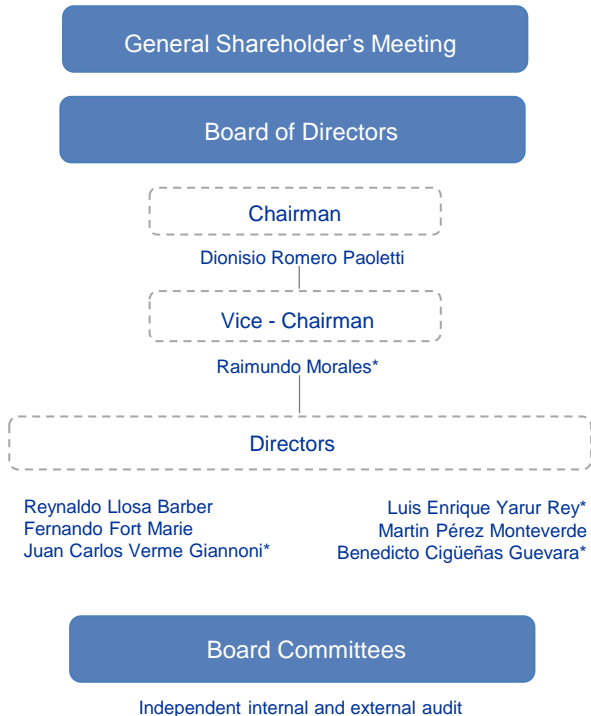 General Shareholder's Meeting
Board of Directors
Chairman
Dionisio Romero Paoletti
Vice - Chairman
Raimundo Morales*
Directors
Reynaldo Llosa Barber
Fernando Fort Marie
Juan Carlos Verme Giannoni*
Luis Enrique Yarur Rey*
Martin Pérez Monteverde
Benedicto Cigüeñas Guevara*
Board Committees
Independent internal and external audit